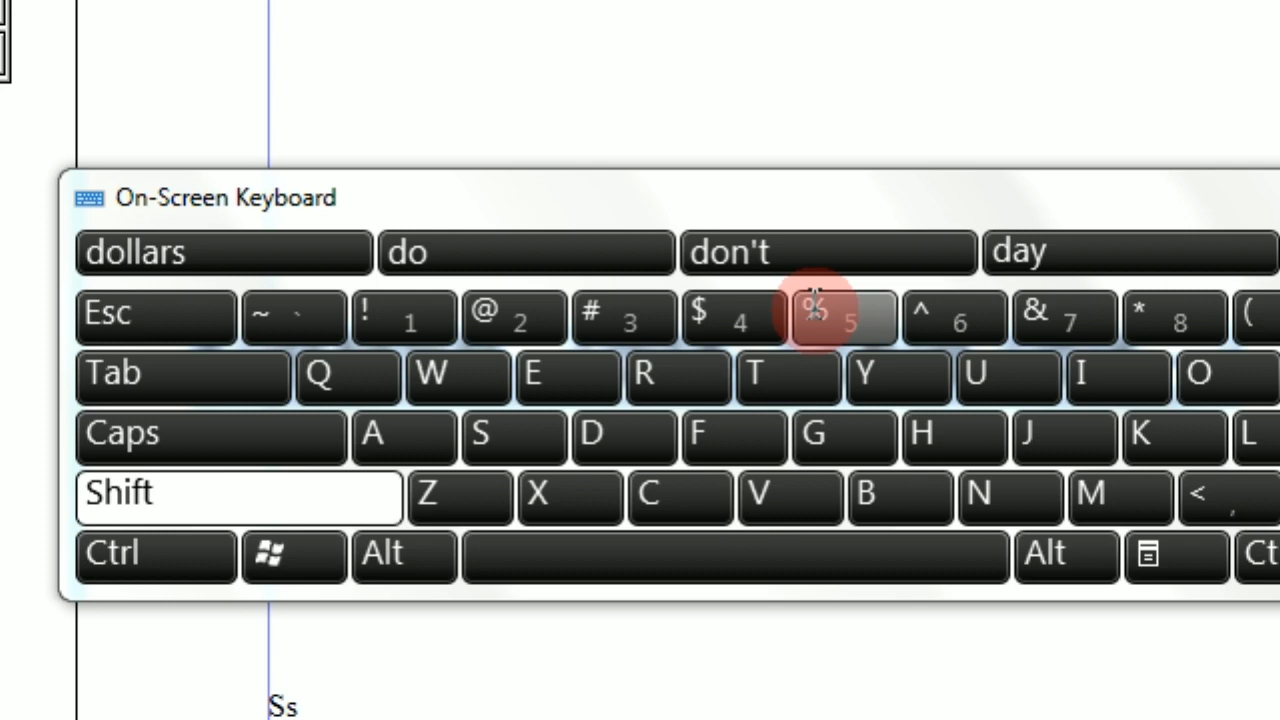 On-Screen Keyboard
dollars do don't day
Esc ~ ` ! 1 @ 2 # 3 $ 4 % 5 ^ 6 & 7 * 8 (
Tab Q W E R T Y U I O
Caps A S D F G H J K L
Shift Z X C V B N M < ,
Ctrl Alt Alt Ct
Ss